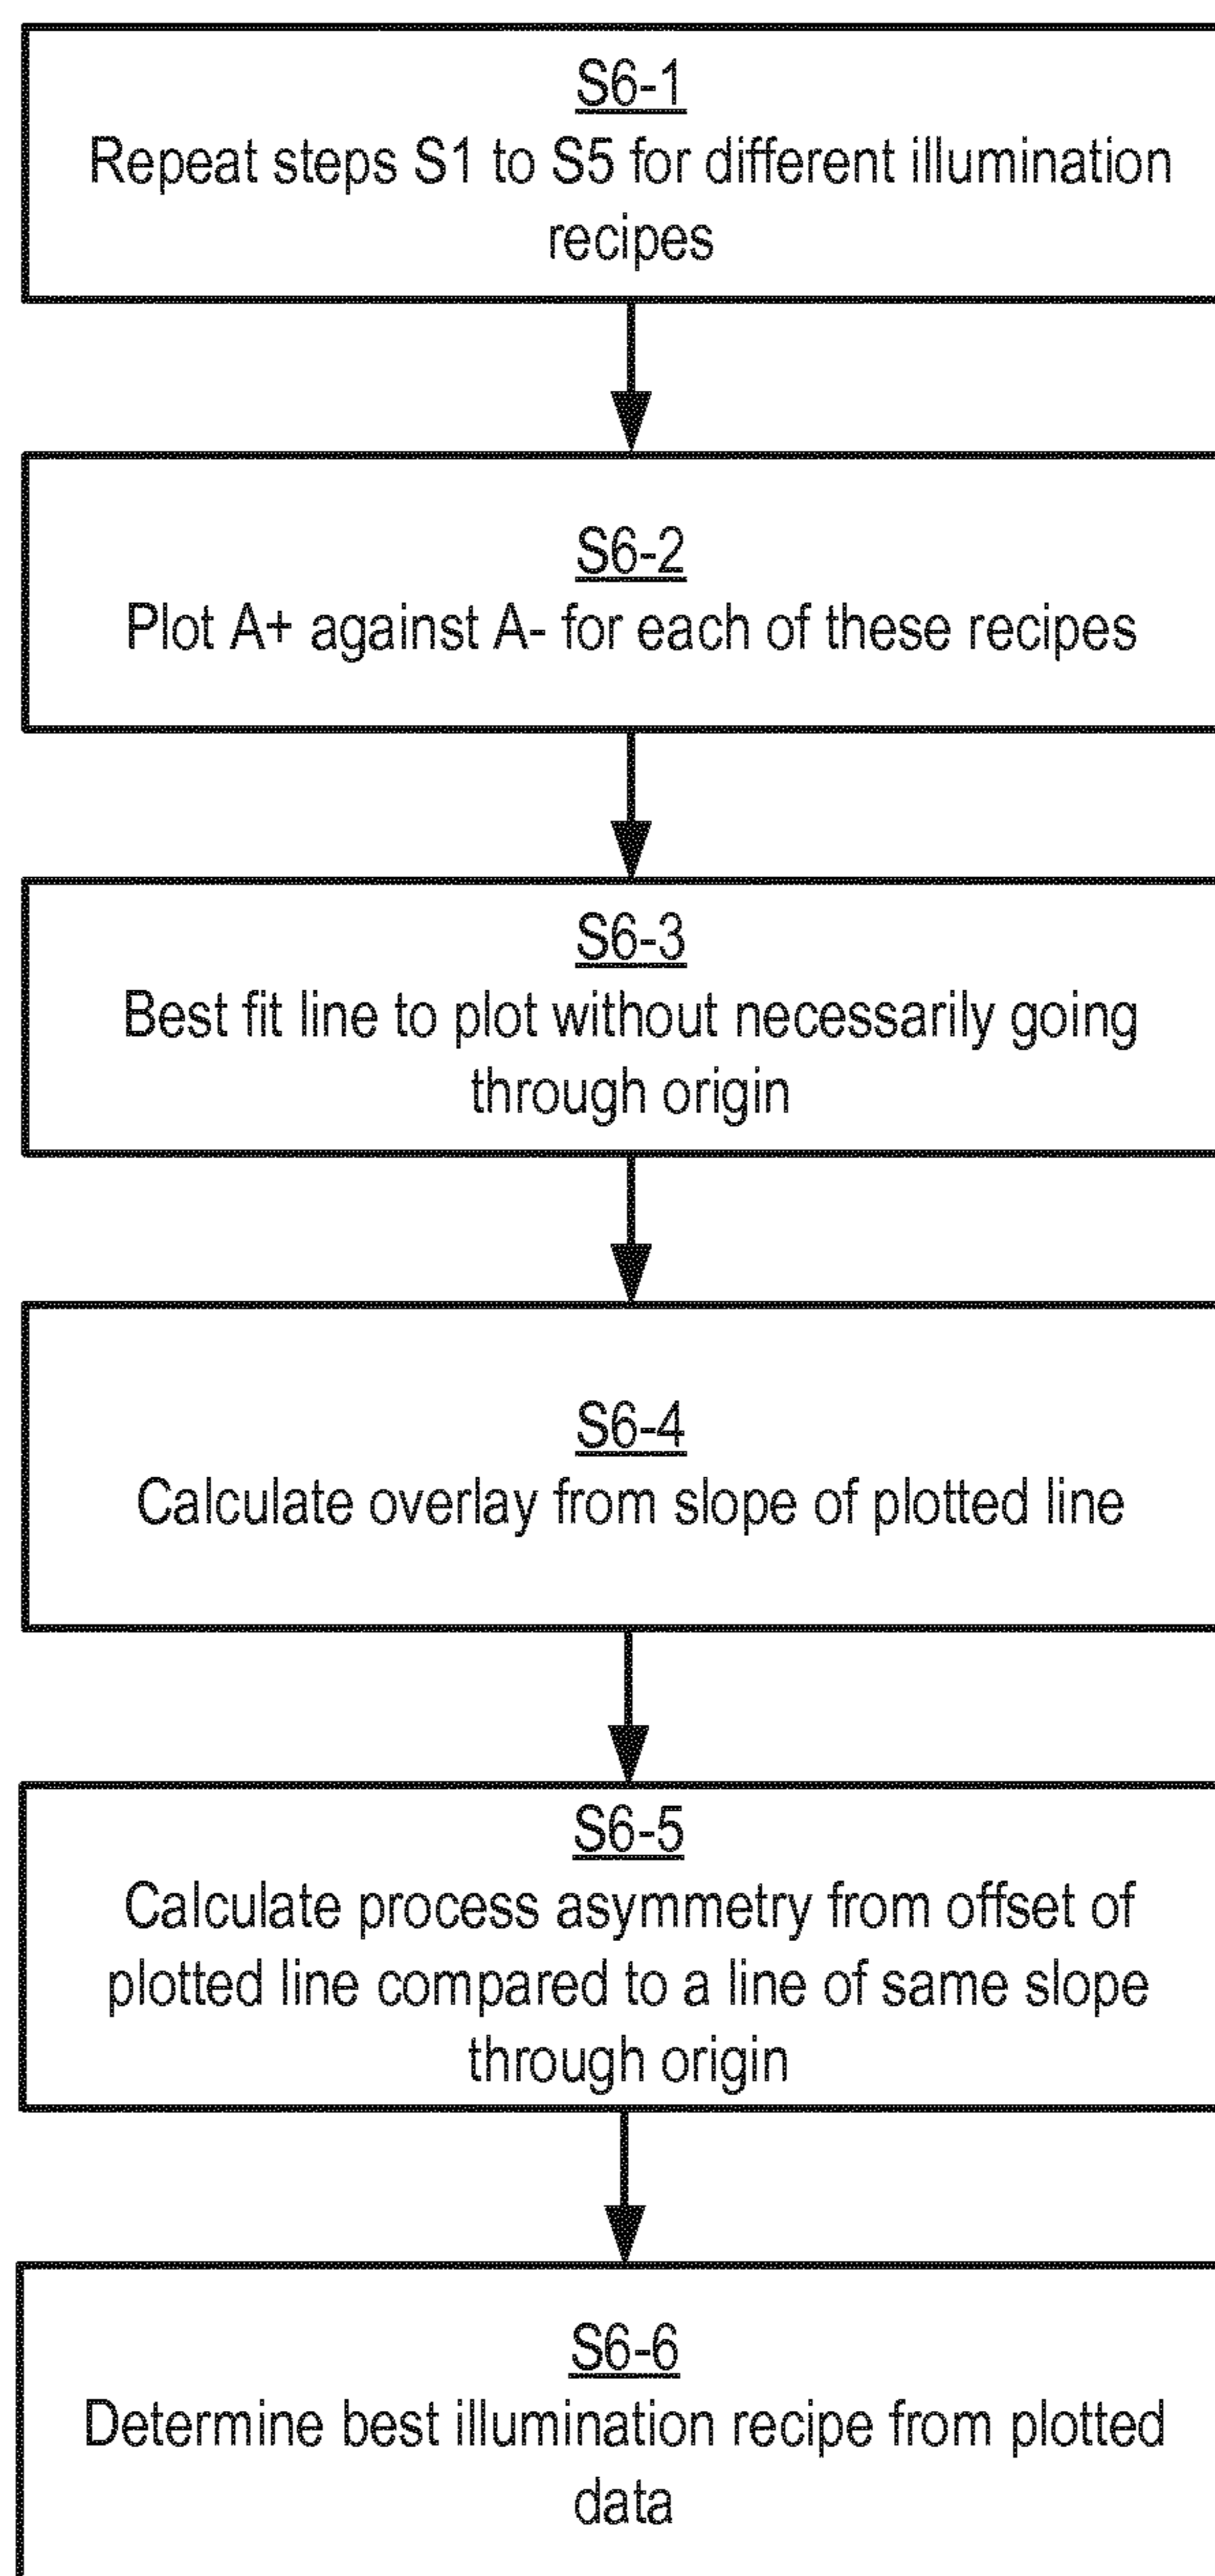 S6-1
Repeat steps S1 to S5 for different illumination
recipes
S6-2
Plot A+ against A- for each of these recipes
S6-3
Best fit line to plot without necessarily going
through origin
S6-4
Calculate overlay from slope of plotted line
S6-5
Calculate process asymmetry from offset of
plotted line compared to a line of same slope
through origin
S6-6
Determine best illumination recipe from plotted
data